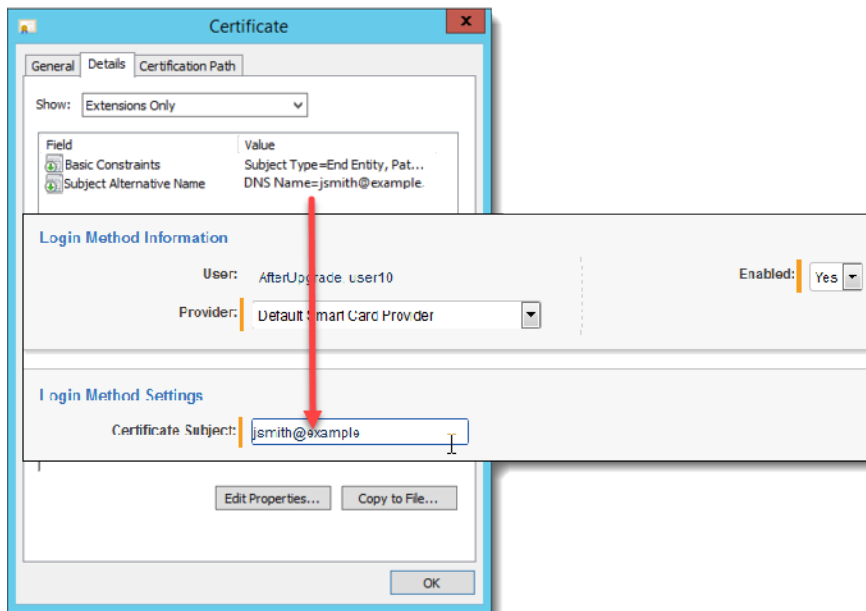 Certificate
x
General Details Certification Path
Show: Extensions Only
Field Value
Basic Constraints Subject Type=End Entity, Pat...
Subject Alternative Name DNS Name=jsmith@example.
Login Method Information
User: AfterUpgrade, user10 Enabled: Yes
Provider: Default Smart Card Provider
Login Method Settings
Certificate Subject: jsmith@example
Edit Properties... Copy to File...
OK